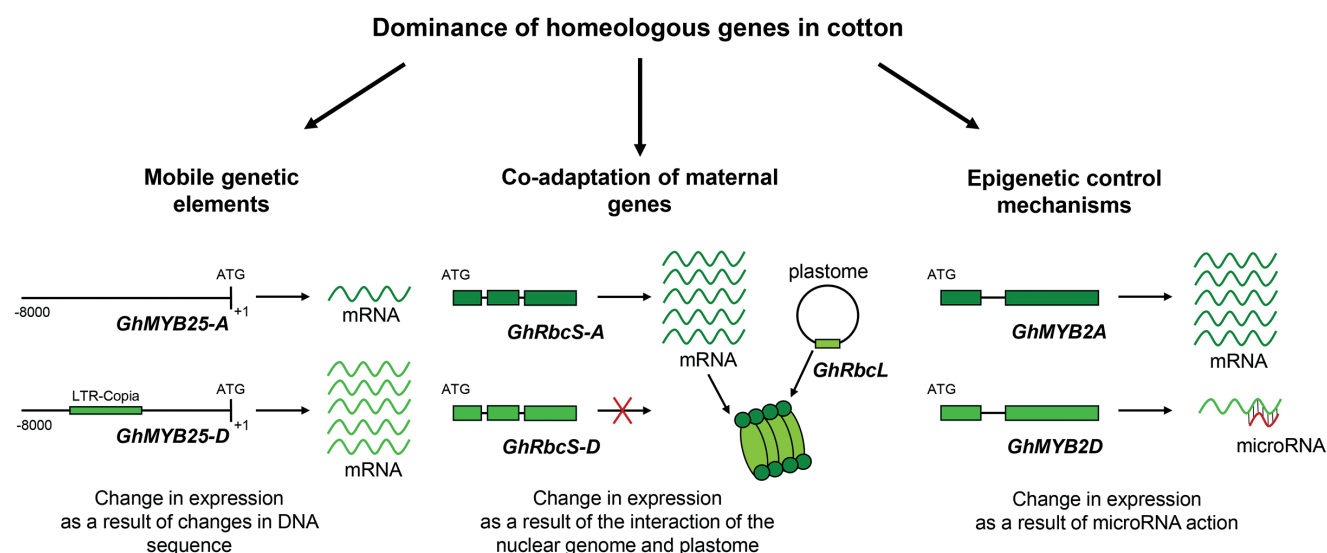 Dominance of homeologous genes in cotton
Mobile genetic
elements
ATG
-8000
+1
GhMYB25-A
mRNA
LTR-Copia
ATG
-8000
+1
GhMYB25-D
mRNA
Change in expression
as a result of changes in DNA
sequence
Co-adaptation of maternal
genes
ATG
GhRbcS-A
mRNA
plastome
GhRbcL
ATG
GhRbcS-D
Change in expression
as a result of the interaction of the
nuclear genome and plastome
Epigenetic control
mechanisms
ATG
GhMYB2A
mRNA
ATG
GhMYB2D
microRNA
Change in expression
as a result of microRNA action